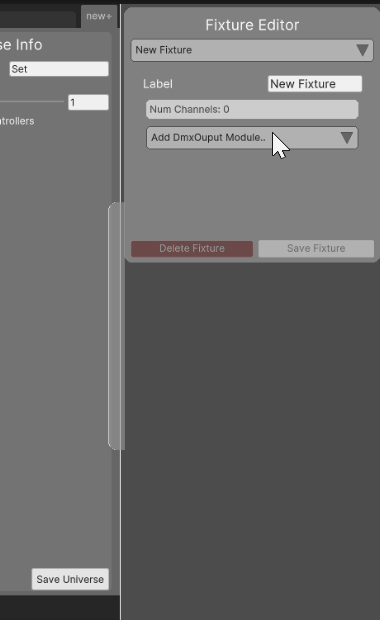 new+
se Info
Set
1
ntrollers
Save Universe
Fixture Editor
New Fixture
Label New Fixture
Num Channels: 0
Add DmxOuput Module..
Delete Fixture Save Fixture